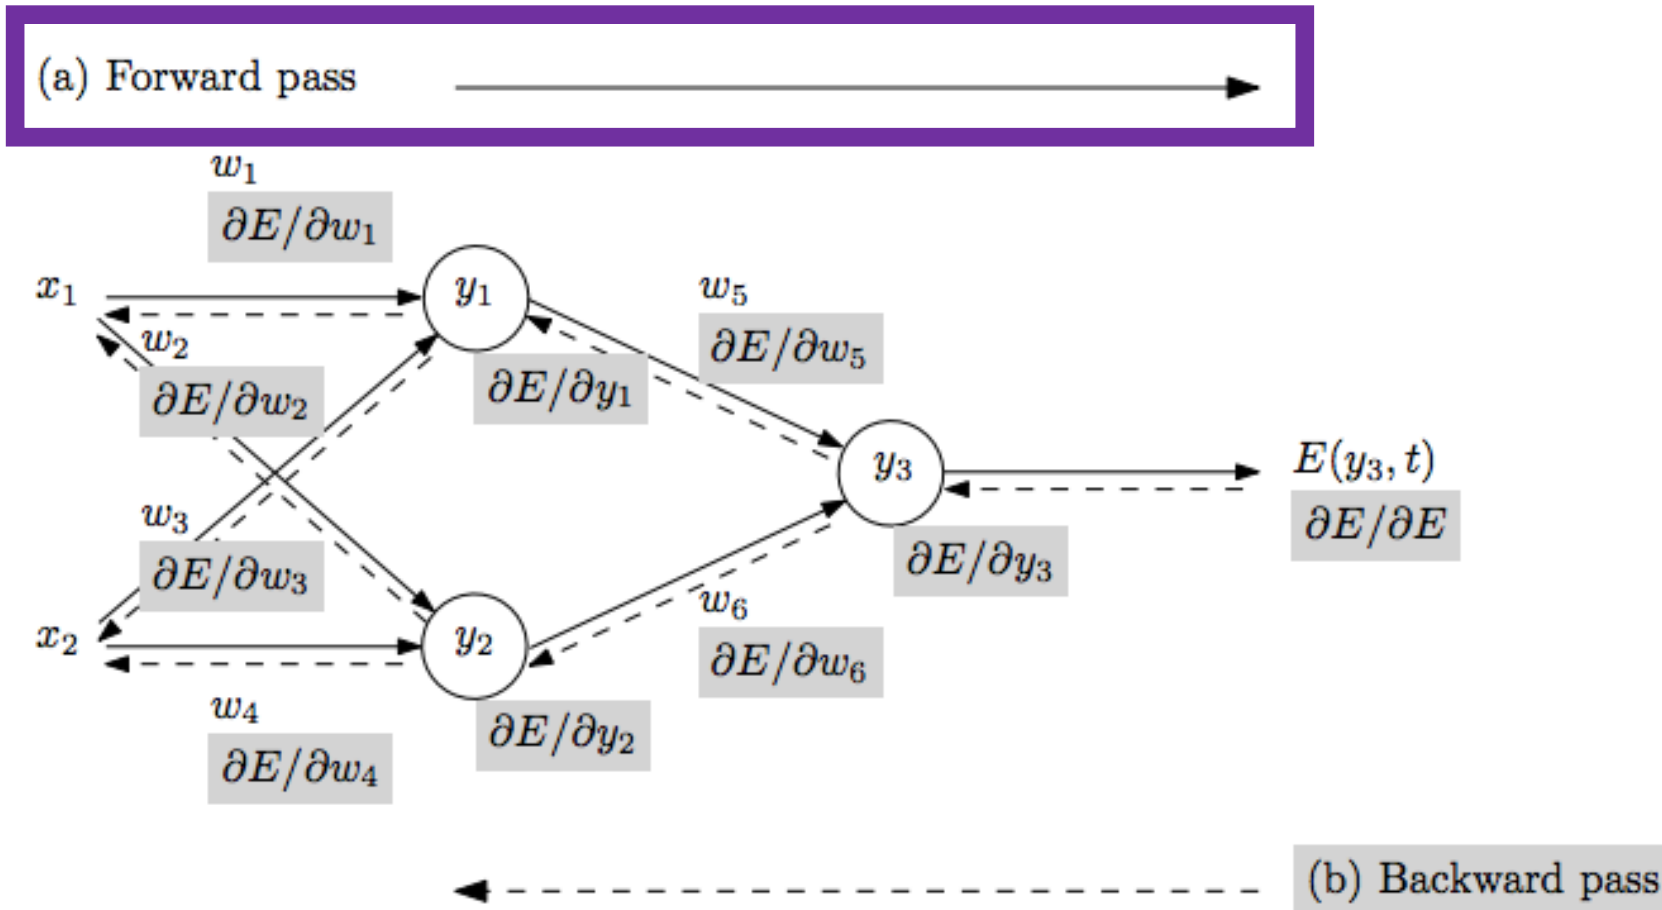 (a) Forward pass
w₁
∂E/∂w₁
x₁
y₁
w₅
w₂
∂E/∂w₅
∂E/∂w₂
∂E/∂y₁
y₃
E(y₃, t)
w₃
∂E/∂E
∂E/∂w₃
∂E/∂y₃
w₆
x₂
y₂
∂E/∂w₆
w₄
∂E/∂y₂
∂E/∂w₄
(b) Backward pass